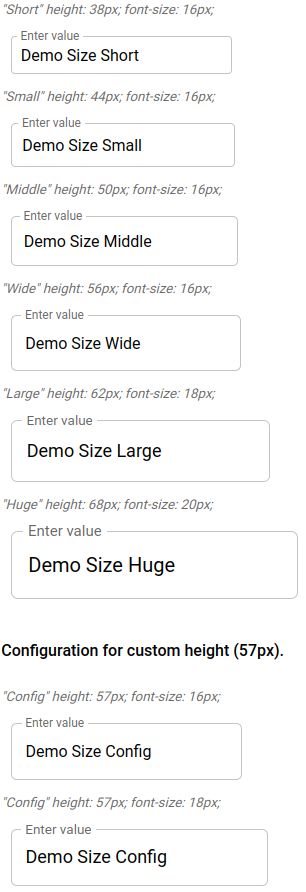 "Short" height: 38px; font-size: 16px;
Enter value
Demo Size Short
"Small" height: 44px; font-size: 16px;
Enter value
Demo Size Small
"Middle" height: 50px; font-size: 16px;
Enter value
Demo Size Middle
"Wide" height: 56px; font-size: 16px;
Enter value
Demo Size Wide
"Large" height: 62px; font-size: 18px;
Enter value
Demo Size Large
"Huge" height: 68px; font-size: 20px;
Enter value
Demo Size Huge
Configuration for custom height (57px).
"Config" height: 57px; font-size: 16px;
Enter value
Demo Size Config
"Config" height: 57px; font-size: 18px;
Enter value
Demo Size Config